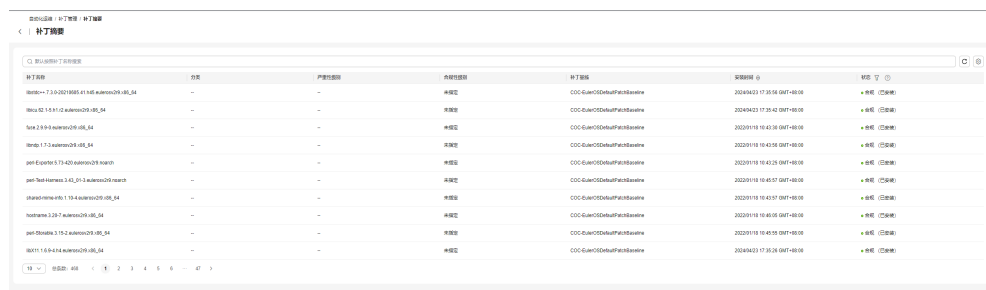 自动化运维 / 补丁管理 / 补丁摘要
补丁摘要
默认按照补丁名称搜索
补丁名称 分类 严重性级别 合规性级别 补丁基线 安装时间 状态
libstdc++ 7.3.0-20210605.41.h45.eulerosv2r9.x86_64 -- -- 未指定 COC-EulerOSDefaultPatchBaseline 2024/04/23 17:35:56 GMT+08:00 合规 (已安装)
libicu.62.1-5.h1.r2.eulerosv2r9.x86_64 -- -- 未指定 COC-EulerOSDefaultPatchBaseline 2024/04/23 17:35:42 GMT+08:00 合规 (已安装)
fuse.2.9.9-0.eulerosv2r9.x86_64 -- -- 未指定 COC-EulerOSDefaultPatchBaseline 2022/01/18 10:43:30 GMT+08:00 合规 (已安装)
libndp.1.7-3.eulerosv2r9.x86_64 -- -- 未指定 COC-EulerOSDefaultPatchBaseline 2022/01/18 10:43:56 GMT+08:00 合规 (已安装)
perl-Exporter.5.73-420.eulerosv2r9.noarch -- -- 未指定 COC-EulerOSDefaultPatchBaseline 2022/01/18 10:43:25 GMT+08:00 合规 (已安装)
perl-Test-Harness.3.43_01-3.eulerosv2r9.noarch -- -- 未指定 COC-EulerOSDefaultPatchBaseline 2022/01/18 10:45:57 GMT+08:00 合规 (已安装)
shared-mime-info.1.10-4.eulerosv2r9.x86_64 -- -- 未指定 COC-EulerOSDefaultPatchBaseline 2022/01/18 10:43:57 GMT+08:00 合规 (已安装)
hostname.3.20-7.eulerosv2r9.x86_64 -- -- 未指定 COC-EulerOSDefaultPatchBaseline 2022/01/18 10:46:05 GMT+08:00 合规 (已安装)
perl-Storable.3.15-2.eulerosv2r9.x86_64 -- -- 未指定 COC-EulerOSDefaultPatchBaseline 2022/01/18 10:45:55 GMT+08:00 合规 (已安装)
libX11.1.6.9-4.h4.eulerosv2r9.x86_64 -- -- 未指定 COC-EulerOSDefaultPatchBaseline 2024/04/23 17:35:26 GMT+08:00 合规 (已安装)
10 总条数: 468 < 1 2 3 4 5 6 ... 47 >